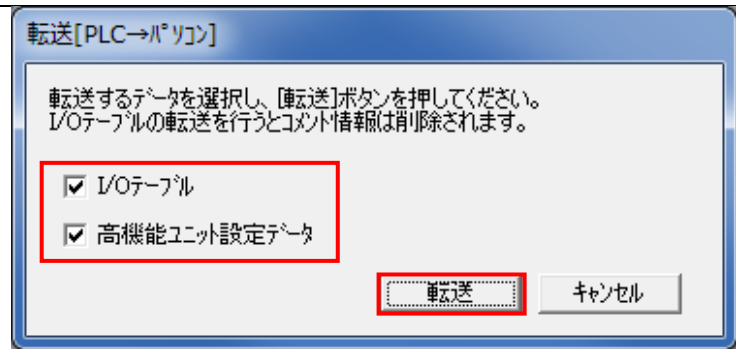 転送[PLC→ﾊﾟｿｺﾝ]
転送するﾃﾞｰﾀを選択し、[転送]ボタンを押してください。
I/Oﾃｰﾌﾞﾙの転送を行うとｺﾒﾝﾄ情報は削除されます。
I/Oﾃｰﾌﾞﾙ
高機能ﾕﾆｯﾄ設定ﾃﾞｰﾀ
転送 ｷｬﾝｾﾙ